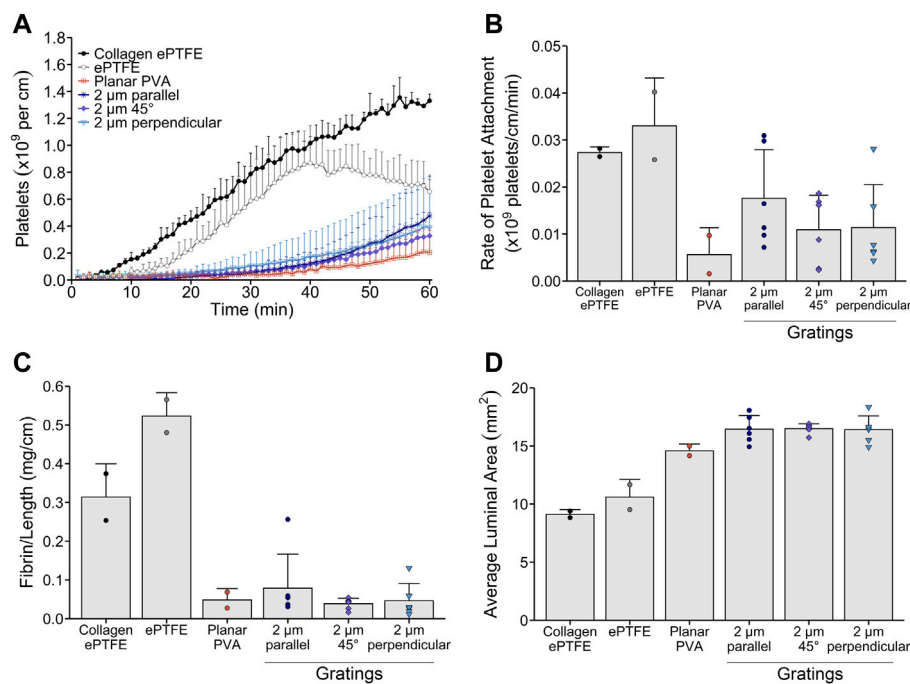 A
Platelets (x10⁹ per cm)
1.8
1.6
1.4
1.2
1.0
0.8
0.6
0.4
0.2
0.0
Collagen ePTFE
ePTFE
Planar PVA
2 µm parallel
2 µm 45°
2 µm perpendicular
0 10 20 30 40 50 60
Time (min)
B
Rate of Platelet Attachment
(x10⁹ platelets/cm/min)
0.05
0.04
0.03
0.02
0.01
0.00
Collagen ePTFE
ePTFE
Planar PVA
2 µm parallel
2 µm 45°
2 µm perpendicular
Gratings
C
Fibrin/Length (mg/cm)
0.6
0.5
0.4
0.3
0.2
0.1
0.0
Collagen ePTFE
ePTFE
Planar PVA
2 µm parallel
2 µm 45°
2 µm perpendicular
Gratings
D
Average Luminal Area (mm²)
20
15
10
5
0
Collagen ePTFE
ePTFE
Planar PVA
2 µm parallel
2 µm 45°
2 µm perpendicular
Gratings